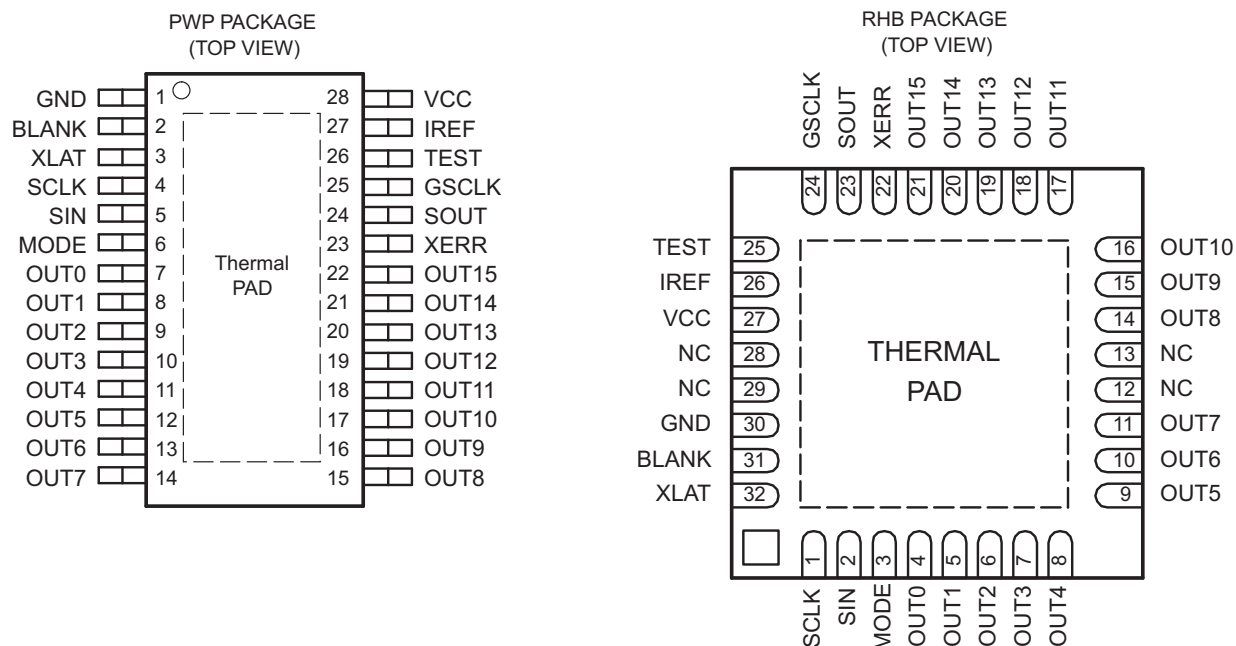 PWP PACKAGE
(TOP VIEW)
GND 1 28 VCC
BLANK 2 27 IREF
XLAT 3 26 TEST
SCLK 4 25 GSCLK
SIN 5 24 SOUT
MODE 6 23 XERR
OUT0 7 22 OUT15
OUT1 8 21 OUT14
OUT2 9 20 OUT13
OUT3 10 19 OUT12
OUT4 11 18 OUT11
OUT5 12 17 OUT10
OUT6 13 16 OUT9
OUT7 14 15 OUT8
Thermal
PAD
RHB PACKAGE
(TOP VIEW)
GSCLK SOUT XERR OUT15 OUT14 OUT13 OUT12 OUT11
24 23 22 21 20 19 18 17
TEST 25 16 OUT10
IREF 26 15 OUT9
VCC 27 14 OUT8
NC 28 13 NC
NC 29 12 NC
GND 30 11 OUT7
BLANK 31 10 OUT6
XLAT 32 9 OUT5
THERMAL
PAD
1 2 3 4 5 6 7 8
SCLK SIN MODE OUT0 OUT1 OUT2 OUT3 OUT4